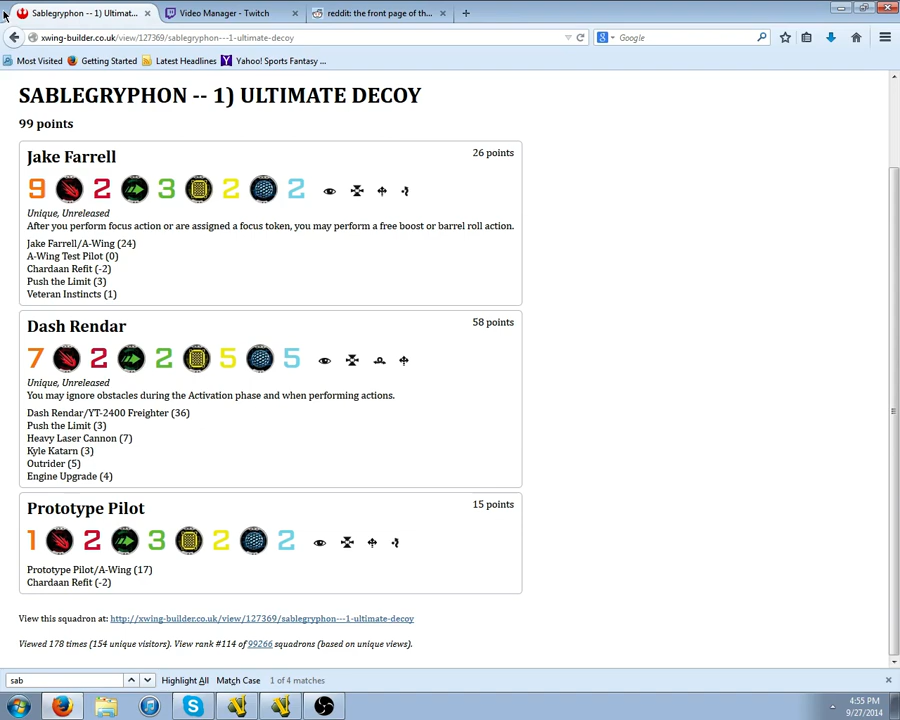 Sablegryphon -- 1) Ultimat...
Video Manager - Twitch
reddit: the front page of th...
xwing-builder.co.uk/view/127369/sablegryphon---1-ultimate-decoy
Google
Most Visited
Getting Started
Latest Headlines
Yahoo! Sports Fantasy ...
SABLEGRYPHON -- 1) ULTIMATE DECOY
99 points
Jake Farrell
26 points
9 2 3 2 2
Unique, Unreleased
After you perform focus action or are assigned a focus token, you may perform a free boost or barrel roll action.
Jake Farrell/A-Wing (24)
A-Wing Test Pilot (0)
Chardaan Refit (-2)
Push the Limit (3)
Veteran Instincts (1)
Dash Rendar
58 points
7 2 2 5 5
Unique, Unreleased
You may ignore obstacles during the Activation phase and when performing actions.
Dash Rendar/YT-2400 Freighter (36)
Push the Limit (3)
Heavy Laser Cannon (7)
Kyle Katarn (3)
Outrider (5)
Engine Upgrade (4)
Prototype Pilot
15 points
1 2 3 2 2
Prototype Pilot/A-Wing (17)
Chardaan Refit (-2)
View this squadron at: http://xwing-builder.co.uk/view/127369/sablegryphon---1-ultimate-decoy
Viewed 178 times (154 unique visitors). View rank #114 of 99266 squadrons (based on unique views).
sab
Highlight All
Match Case
1 of 4 matches
4:55 PM
9/27/2014